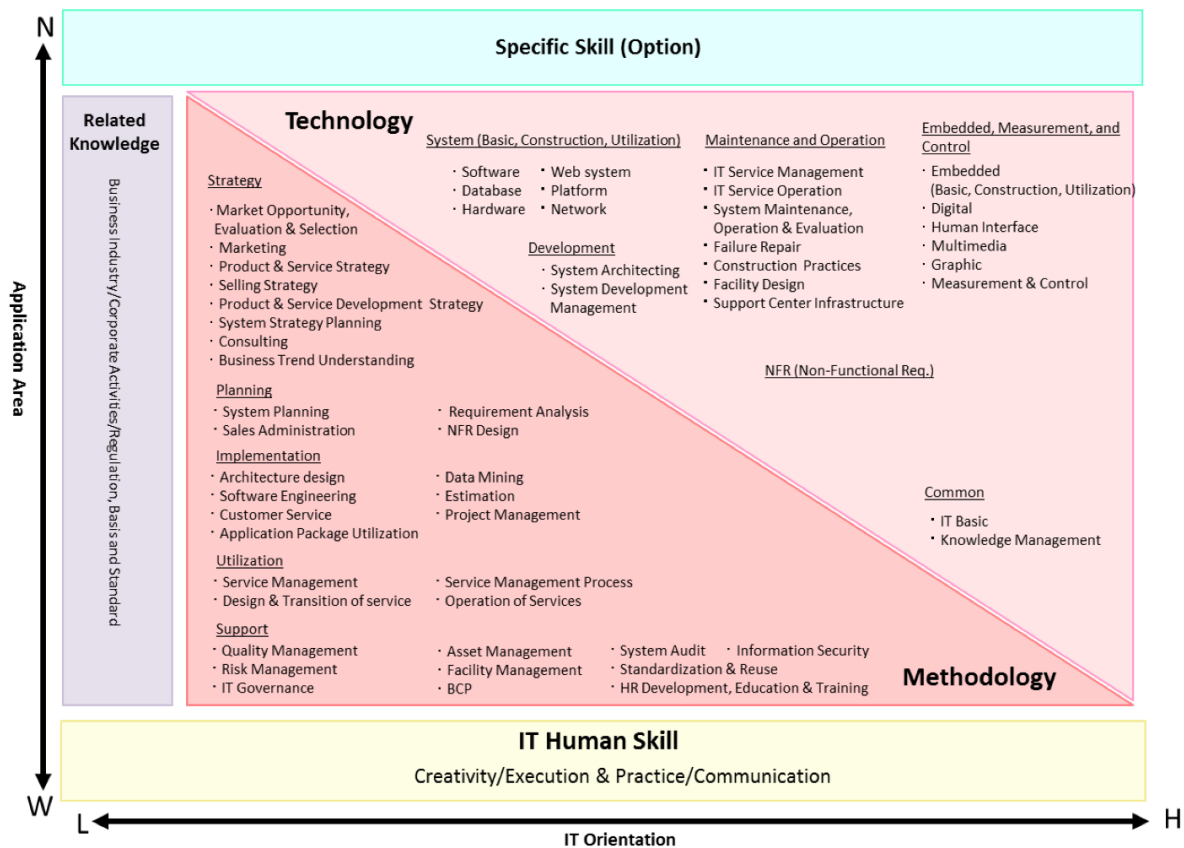 N
Specific Skill (Option)
Related
Knowledge
Business Industry/Corporate Activities/Regulation, Basis and Standard
Application Area
Technology
System (Basic, Construction, Utilization)
· Software
· Database
· Hardware
· Web system
· Platform
· Network
Development
· System Architecting
· System Development
Management
Maintenance and Operation
· IT Service Management
· IT Service Operation
· System Maintenance,
Operation & Evaluation
· Failure Repair
· Construction Practices
· Facility Design
· Support Center Infrastructure
Embedded, Measurement, and
Control
· Embedded
(Basic, Construction, Utilization)
· Digital
· Human Interface
· Multimedia
· Graphic
· Measurement & Control
NFR (Non-Functional Req.)
Common
· IT Basic
· Knowledge Management
Strategy
· Market Opportunity,
Evaluation & Selection
· Marketing
· Product & Service Strategy
· Selling Strategy
· Product & Service Development Strategy
· System Strategy Planning
· Consulting
· Business Trend Understanding
Planning
· System Planning
· Sales Administration
· Requirement Analysis
· NFR Design
Implementation
· Architecture design
· Software Engineering
· Customer Service
· Application Package Utilization
· Data Mining
· Estimation
· Project Management
Utilization
· Service Management
· Design & Transition of service
· Service Management Process
· Operation of Services
Support
· Quality Management
· Risk Management
· IT Governance
· Asset Management
· Facility Management
· BCP
· System Audit · Information Security
· Standardization & Reuse
· HR Development, Education & Training
Methodology
IT Human Skill
Creativity/Execution & Practice/Communication
W
L
H
IT Orientation